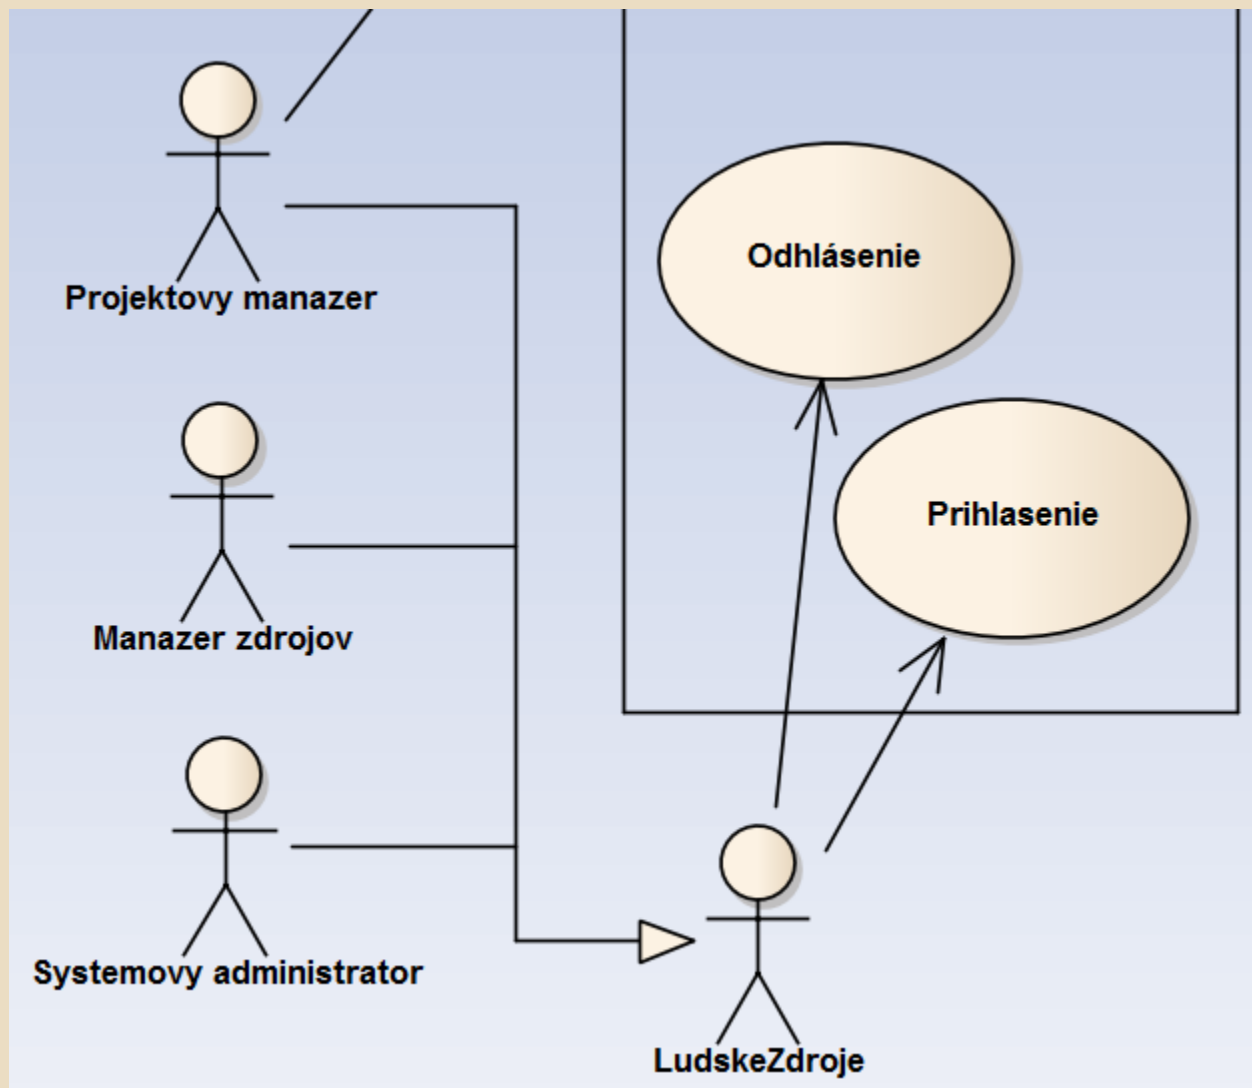 Odhlásenie
Projektovy manazer
Prihlasenie
Manazer zdrojov
Systemovy administrator
LudskeZdroje